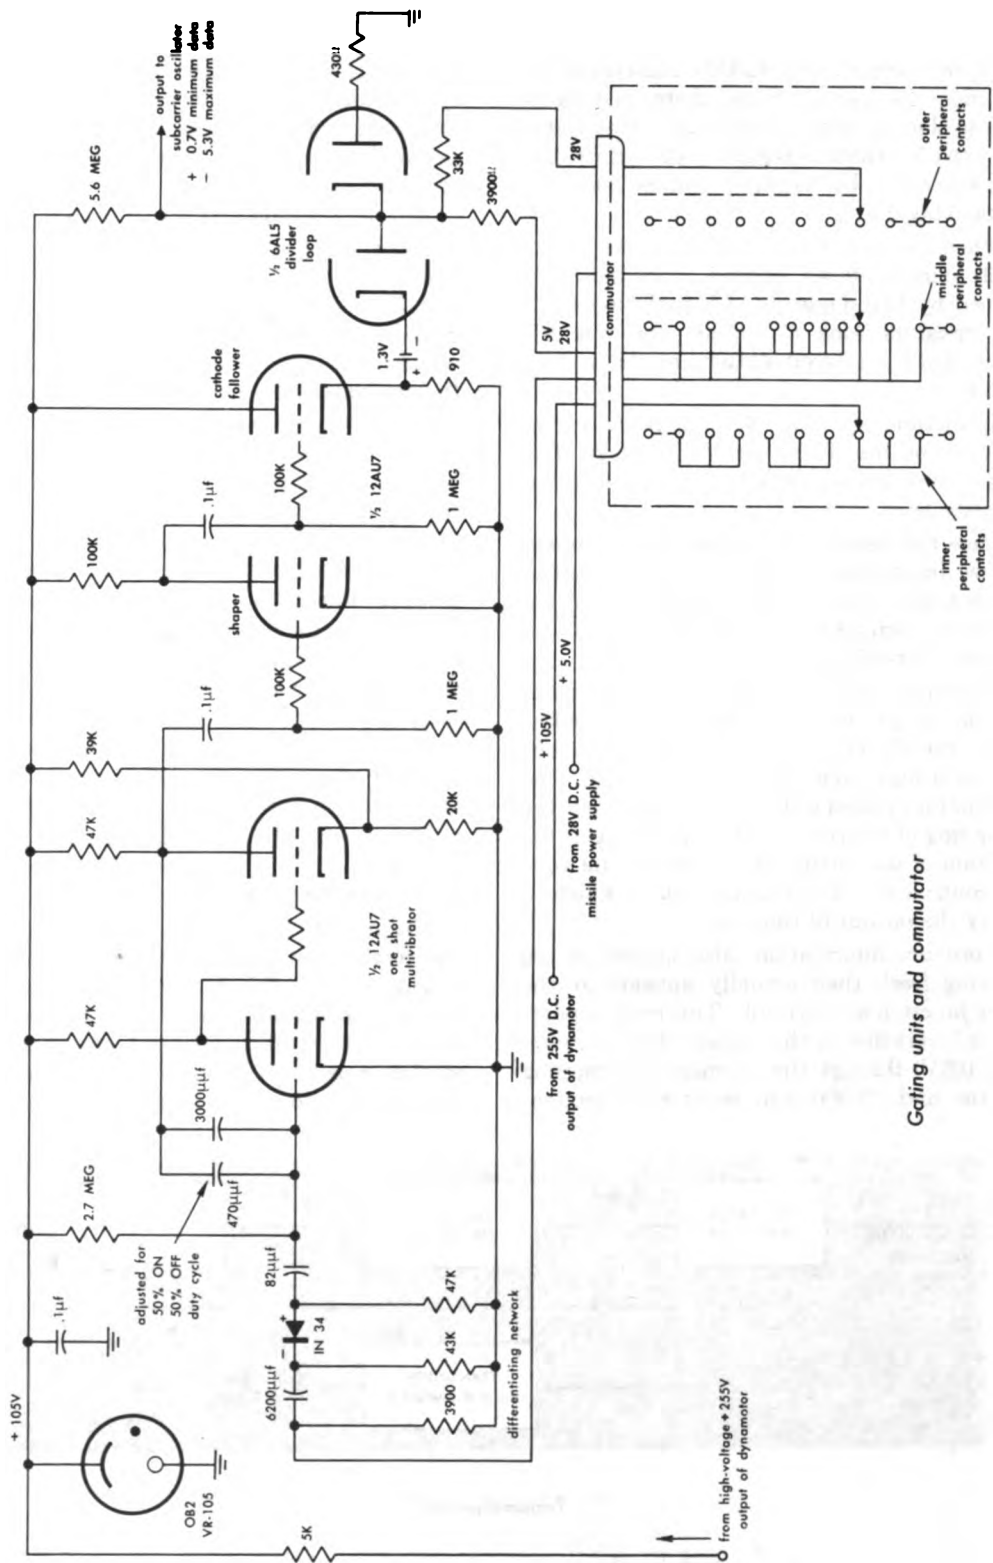 + 105V
OB2
VR-105
5K
from high-voltage+255V
output of dynamotor
.1µf
adjusted for
50% ON
50% OFF
duty cycle
2.7 MEG
470µµf
3000µµf
82µµf
+
−
IN 34
6200µµf
3900
43K
47K
differentiating network
47K
47K
39K
½ 12AU7
one shot
multivibrator
20K
.1µf
100K
1 MEG
shaper
100K
.1µf
100K
½ 12AU7
1 MEG
cathode
follower
910
1.3V
+
−
½ 6AL5
divider
loop
5.6 MEG
output to
subcarrier oscillator
+ 0.7V minimum data
− 5.3V maximum data
430Ω
33K
3900Ω
from 255V D.C.
output of dynamotor
+ 105V
from 28V D.C.
missile power supply
+ 5.0V
5V
28V
28V
commutator
inner
peripheral
contacts
middle
peripheral
contacts
outer
peripheral
contacts
Gating units and commutator